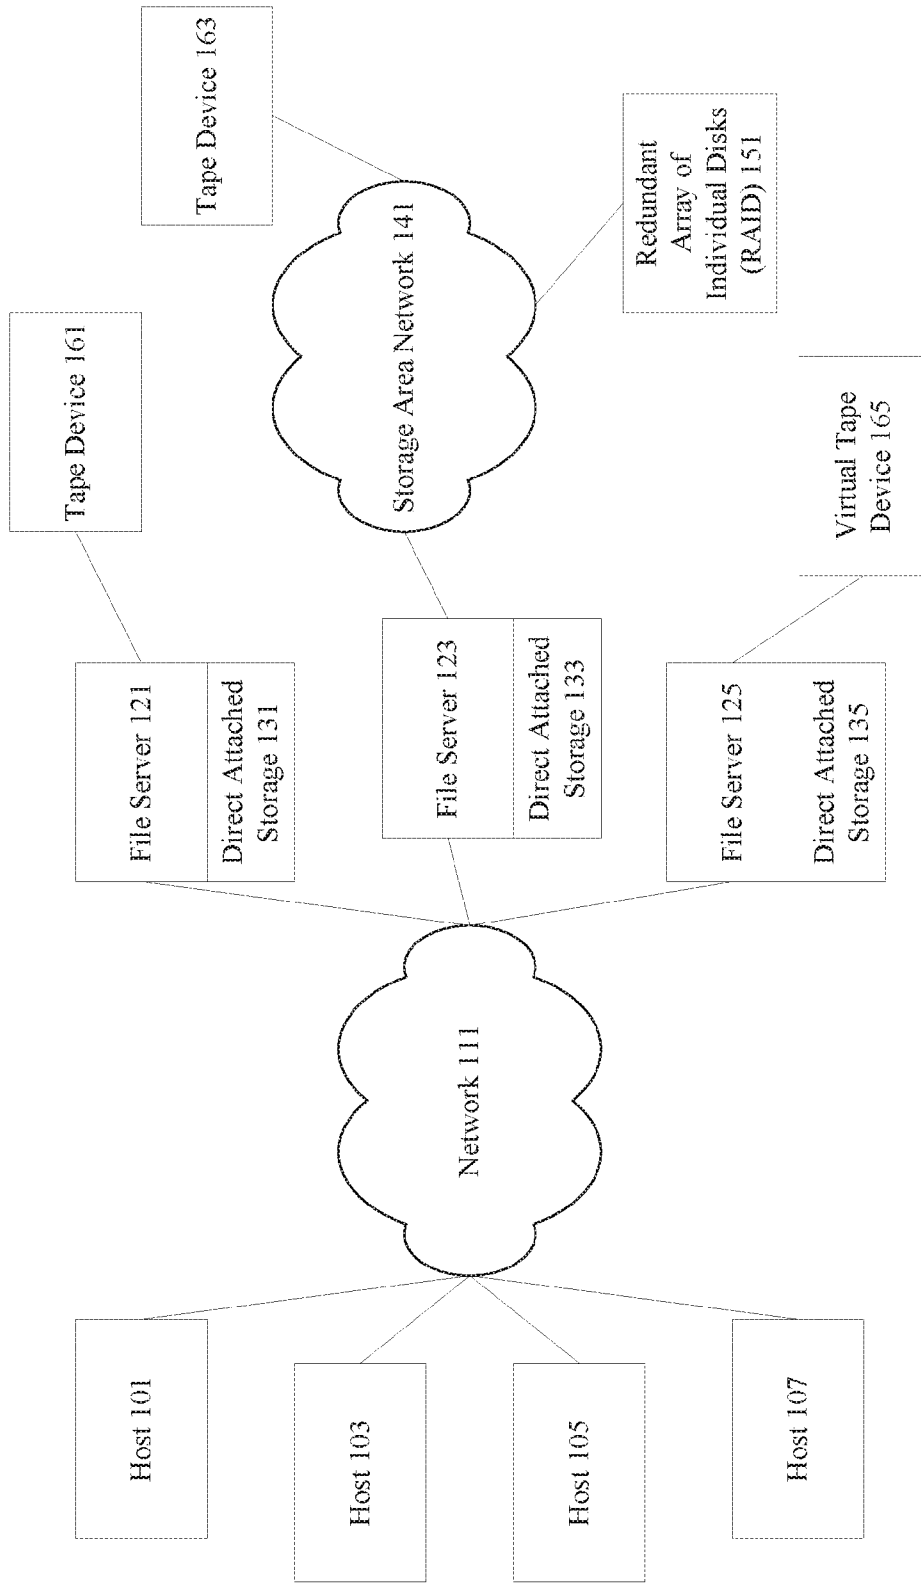 Host 101
Host 103
Host 105
Host 107
Network 111
File Server 121
Direct Attached
Storage 131
File Server 123
Direct Attached
Storage 133
File Server 125
Direct Attached
Storage 135
Tape Device 161
Storage Area Network 141
Virtual Tape
Device 165
Tape Device 163
Redundant
Array of
Individual Disks
(RAID) 151